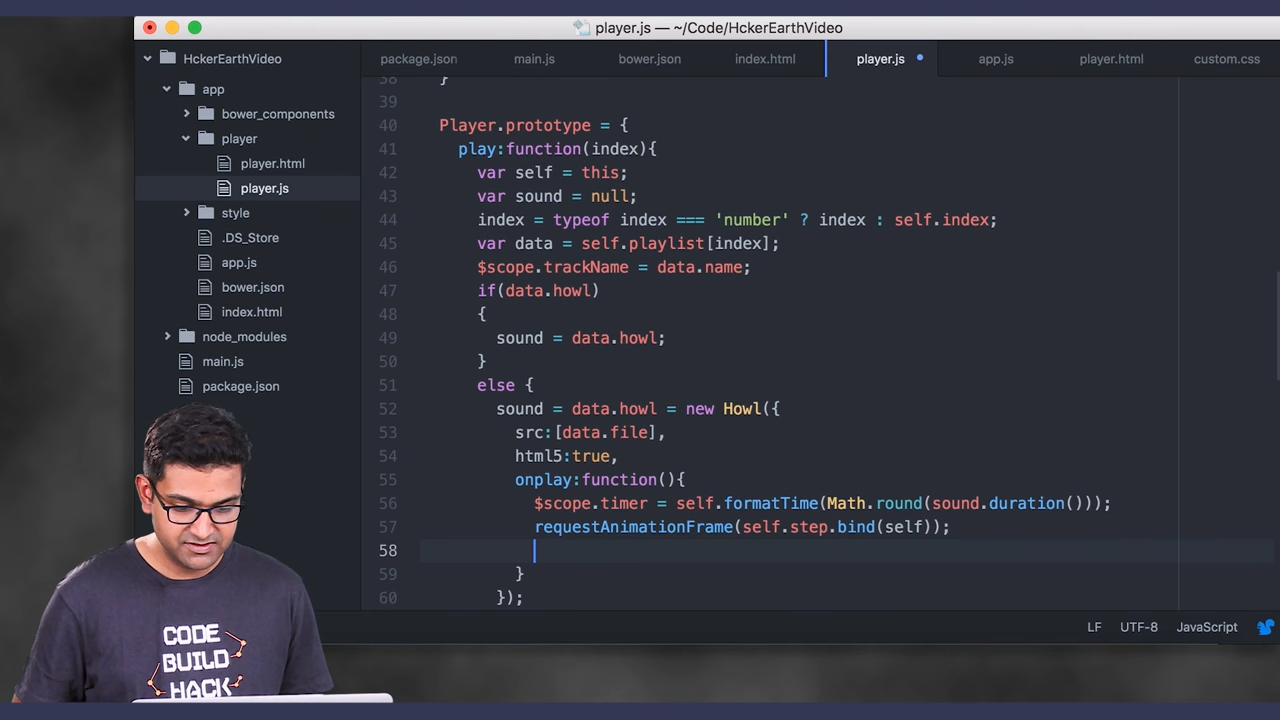 player.js — ~/Code/HckerEarthVideo
HckerEarthVideo
app
bower_components
player
player.html
player.js
style
.DS_Store
app.js
bower.json
index.html
node_modules
main.js
package.json
package.json main.js bower.json index.html player.js app.js player.html custom.css
38 }
39
40 Player.prototype = {
41 play:function(index){
42 var self = this;
43 var sound = null;
44 index = typeof index === 'number' ? index : self.index;
45 var data = self.playlist[index];
46 $scope.trackName = data.name;
47 if(data.howl)
48 {
49 sound = data.howl;
50 }
51 else {
52 sound = data.howl = new Howl({
53 src:[data.file],
54 html5:true,
55 onplay:function(){
56 $scope.timer = self.formatTime(Math.round(sound.duration()));
57 requestAnimationFrame(self.step.bind(self));
58
59 }
60 });
LF UTF-8 JavaScript
CODE
BUILD
HACK